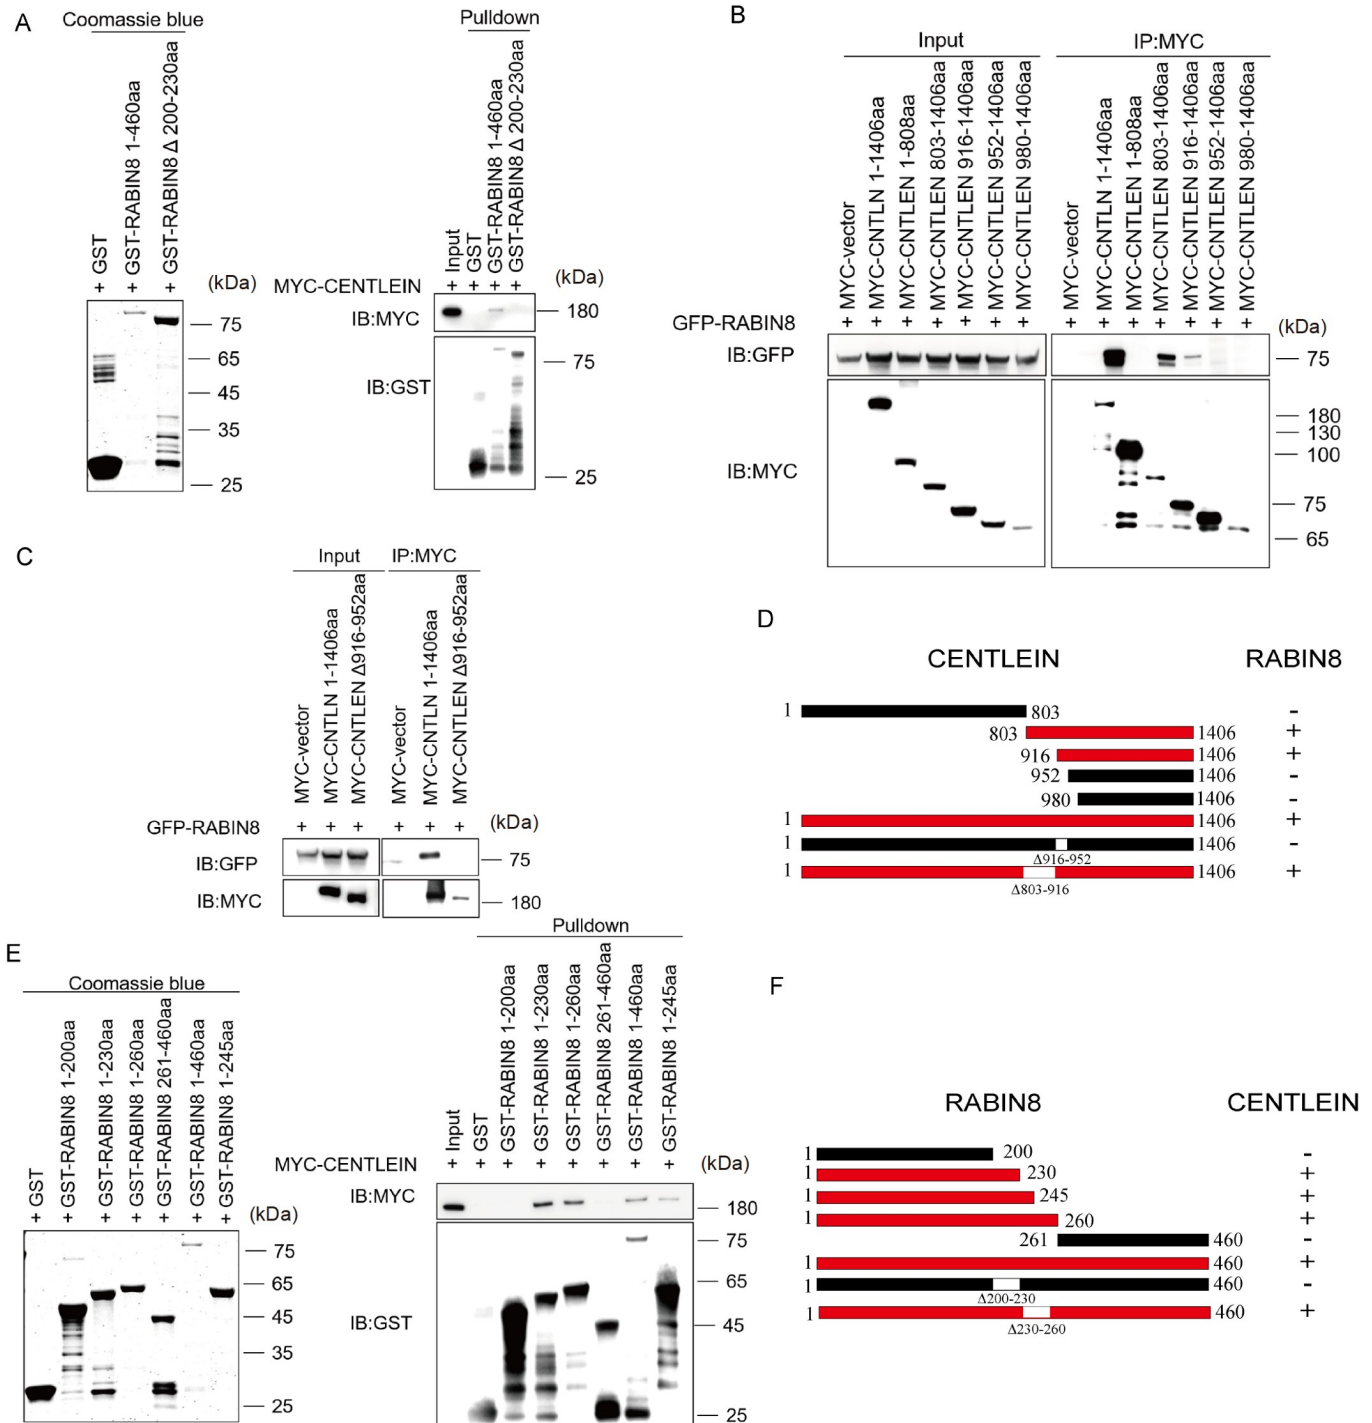 A
Coomassie blue
GST
GST-RABIN8 1-460aa
GST-RABIN8 Δ 200-230aa
+ + +
(kDa)
75
65
45
35
25
Pulldown
Input
GST
GST-RABIN8 1-460aa
GST-RABIN8 Δ 200-230aa
MYC-CENTLEIN + + + +
(kDa)
IB:MYC
180
IB:GST
75
25
B
Input
IP:MYC
MYC-vector
MYC-CNTLN 1-1406aa
MYC-CNTLEN 1-808aa
MYC-CNTLEN 803-1406aa
MYC-CNTLEN 916-1406aa
MYC-CNTLEN 952-1406aa
MYC-CNTLEN 980-1406aa
MYC-vector
MYC-CNTLN 1-1406aa
MYC-CNTLEN 1-808aa
MYC-CNTLEN 803-1406aa
MYC-CNTLEN 916-1406aa
MYC-CNTLEN 952-1406aa
MYC-CNTLEN 980-1406aa
GFP-RABIN8 + + + + + + + + + + + + + +
(kDa)
IB:GFP
75
IB:MYC
180
130
100
75
65
C
Input
IP:MYC
MYC-vector
MYC-CNTLN 1-1406aa
MYC-CNTLEN Δ916-952aa
MYC-vector
MYC-CNTLN 1-1406aa
MYC-CNTLEN Δ916-952aa
GFP-RABIN8 + + + + + +
(kDa)
IB:GFP
75
IB:MYC
180
D
CENTLEIN RABIN8
1 803 -
803 1406 +
916 1406 +
952 1406 -
980 1406 -
1 1406 +
1 1406 -
Δ916-952
1 1406 +
Δ803-916
E
Coomassie blue
GST
GST-RABIN8 1-200aa
GST-RABIN8 1-230aa
GST-RABIN8 1-260aa
GST-RABIN8 261-460aa
GST-RABIN8 1-460aa
GST-RABIN8 1-245aa
+ + + + + + +
(kDa)
75
65
45
35
25
Pulldown
Input
GST
GST-RABIN8 1-200aa
GST-RABIN8 1-230aa
GST-RABIN8 1-260aa
GST-RABIN8 261-460aa
GST-RABIN8 1-460aa
GST-RABIN8 1-245aa
MYC-CENTLEIN + + + + + + + +
(kDa)
IB:MYC
180
IB:GST
75
65
45
25
F
RABIN8 CENTLEIN
1 200 -
1 230 +
1 245 +
1 260 +
261 460 -
1 460 +
1 460 -
Δ200-230
1 460 +
Δ230-260